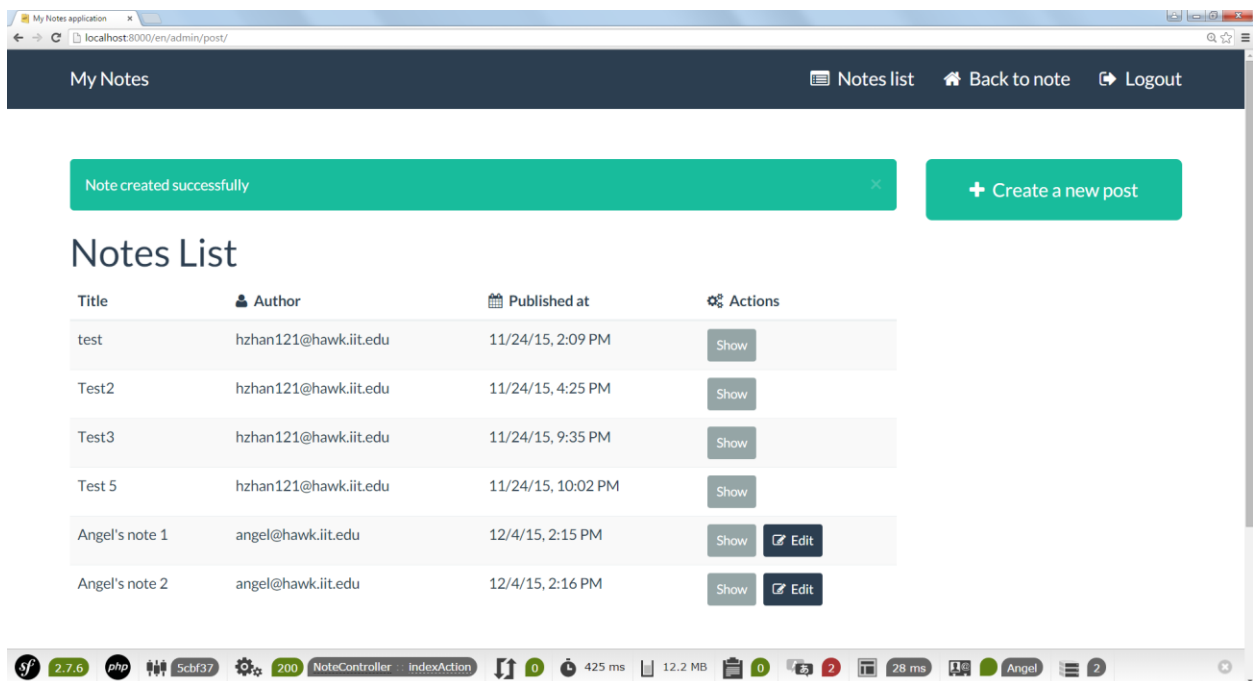 My Notes application
localhost:8000/en/admin/post/
My Notes Notes list Back to note Logout
Note created successfully × + Create a new post
Notes List
Title Author Published at Actions
test hzhan121@hawk.iit.edu 11/24/15, 2:09 PM Show
Test2 hzhan121@hawk.iit.edu 11/24/15, 4:25 PM Show
Test3 hzhan121@hawk.iit.edu 11/24/15, 9:35 PM Show
Test 5 hzhan121@hawk.iit.edu 11/24/15, 10:02 PM Show
Angel's note 1 angel@hawk.iit.edu 12/4/15, 2:15 PM Show Edit
Angel's note 2 angel@hawk.iit.edu 12/4/15, 2:16 PM Show Edit
sf 2.7.6 php 5cbf37 200 NoteController :: indexAction 0 425 ms 12.2 MB 0 2 28 ms Angel 2